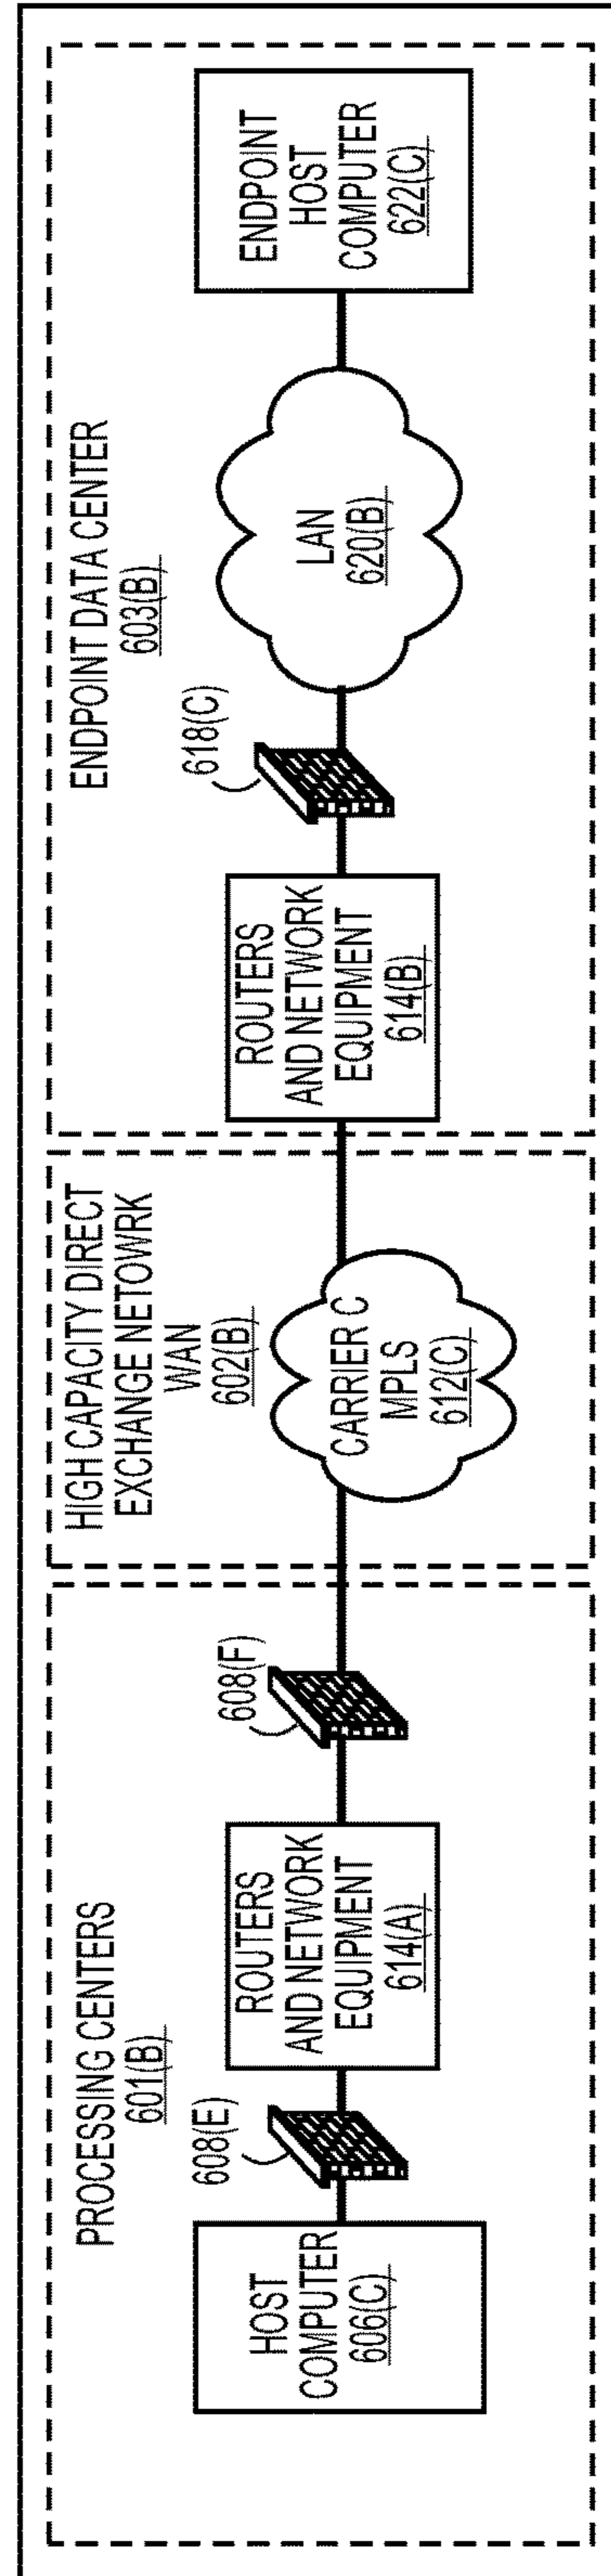 PROCESSING CENTERS
601(B)
HOST
COMPUTER
606(C)
608(E)
ROUTERS
AND NETWORK
EQUIPMENT
614(A)
608(F)
HIGH CAPACITY DIRECT
EXCHANGE NETOWRK
WAN
602(B)
CARRIER C
MPLS
612(C)
ENDPOINT DATA CENTER
603(B)
ROUTERS
AND NETWORK
EQUIPMENT
614(B)
618(C)
LAN
620(B)
ENDPOINT
HOST
COMPUTER
622(C)